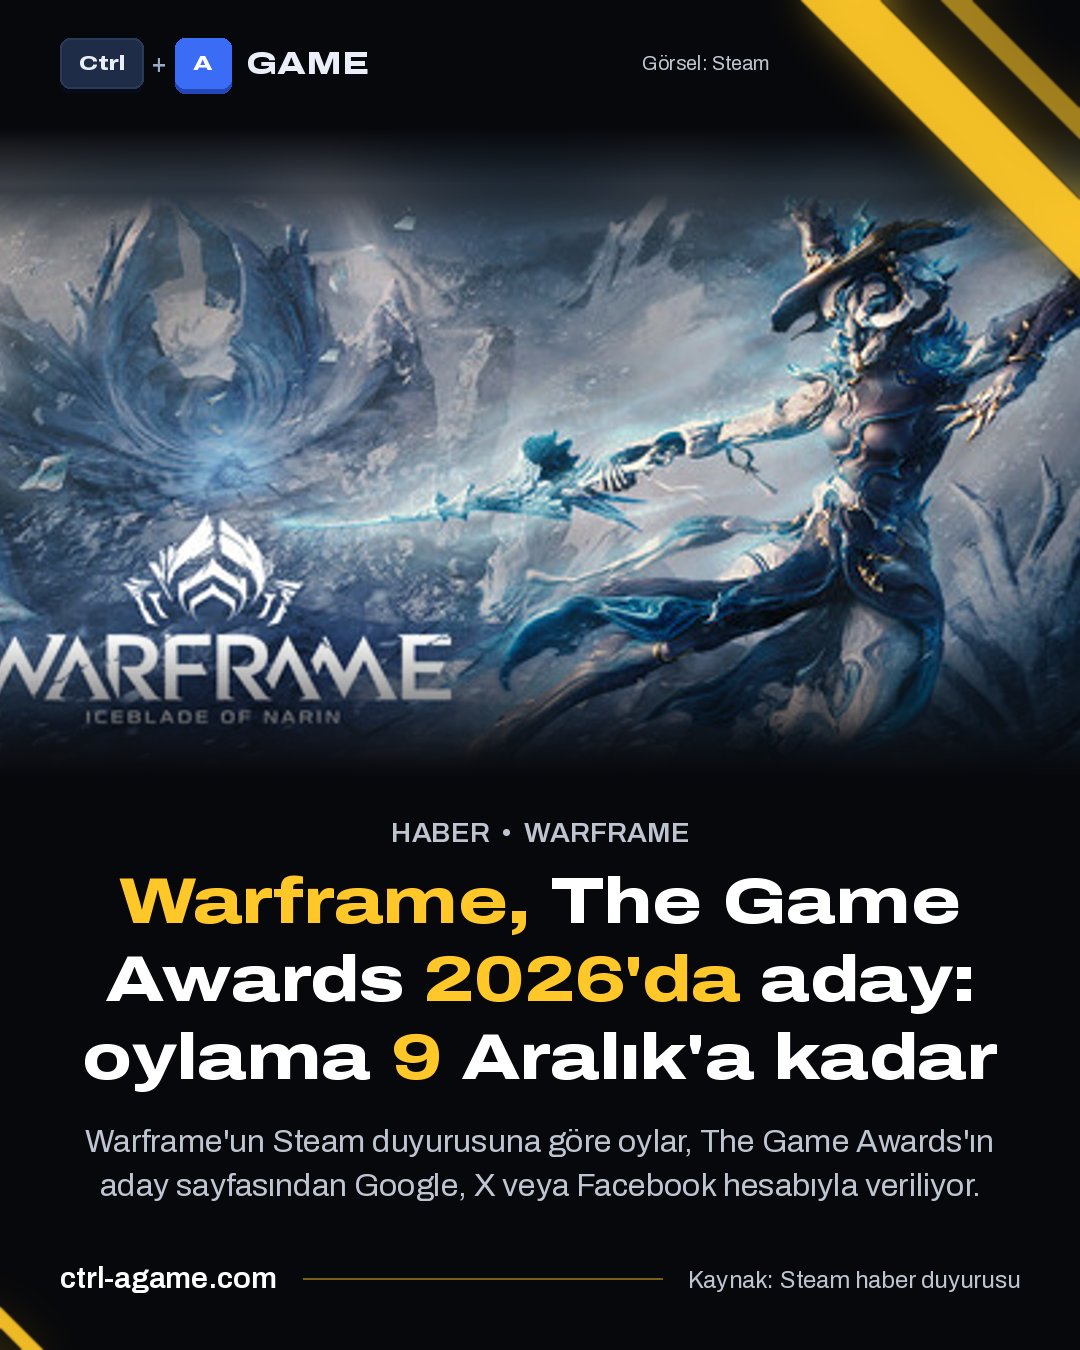 Ctrl + A GAME
Görsel: Steam
WARFRAME
ICEBLADE OF NARIN
HABER • WARFRAME
Warframe, The Game
Awards 2026'da aday:
oylama 9 Aralık'a kadar
Warframe'un Steam duyurusuna göre oylar, The Game Awards'ın
aday sayfasından Google, X veya Facebook hesabıyla veriliyor.
ctrl-agame.com
Kaynak: Steam haber duyurusu